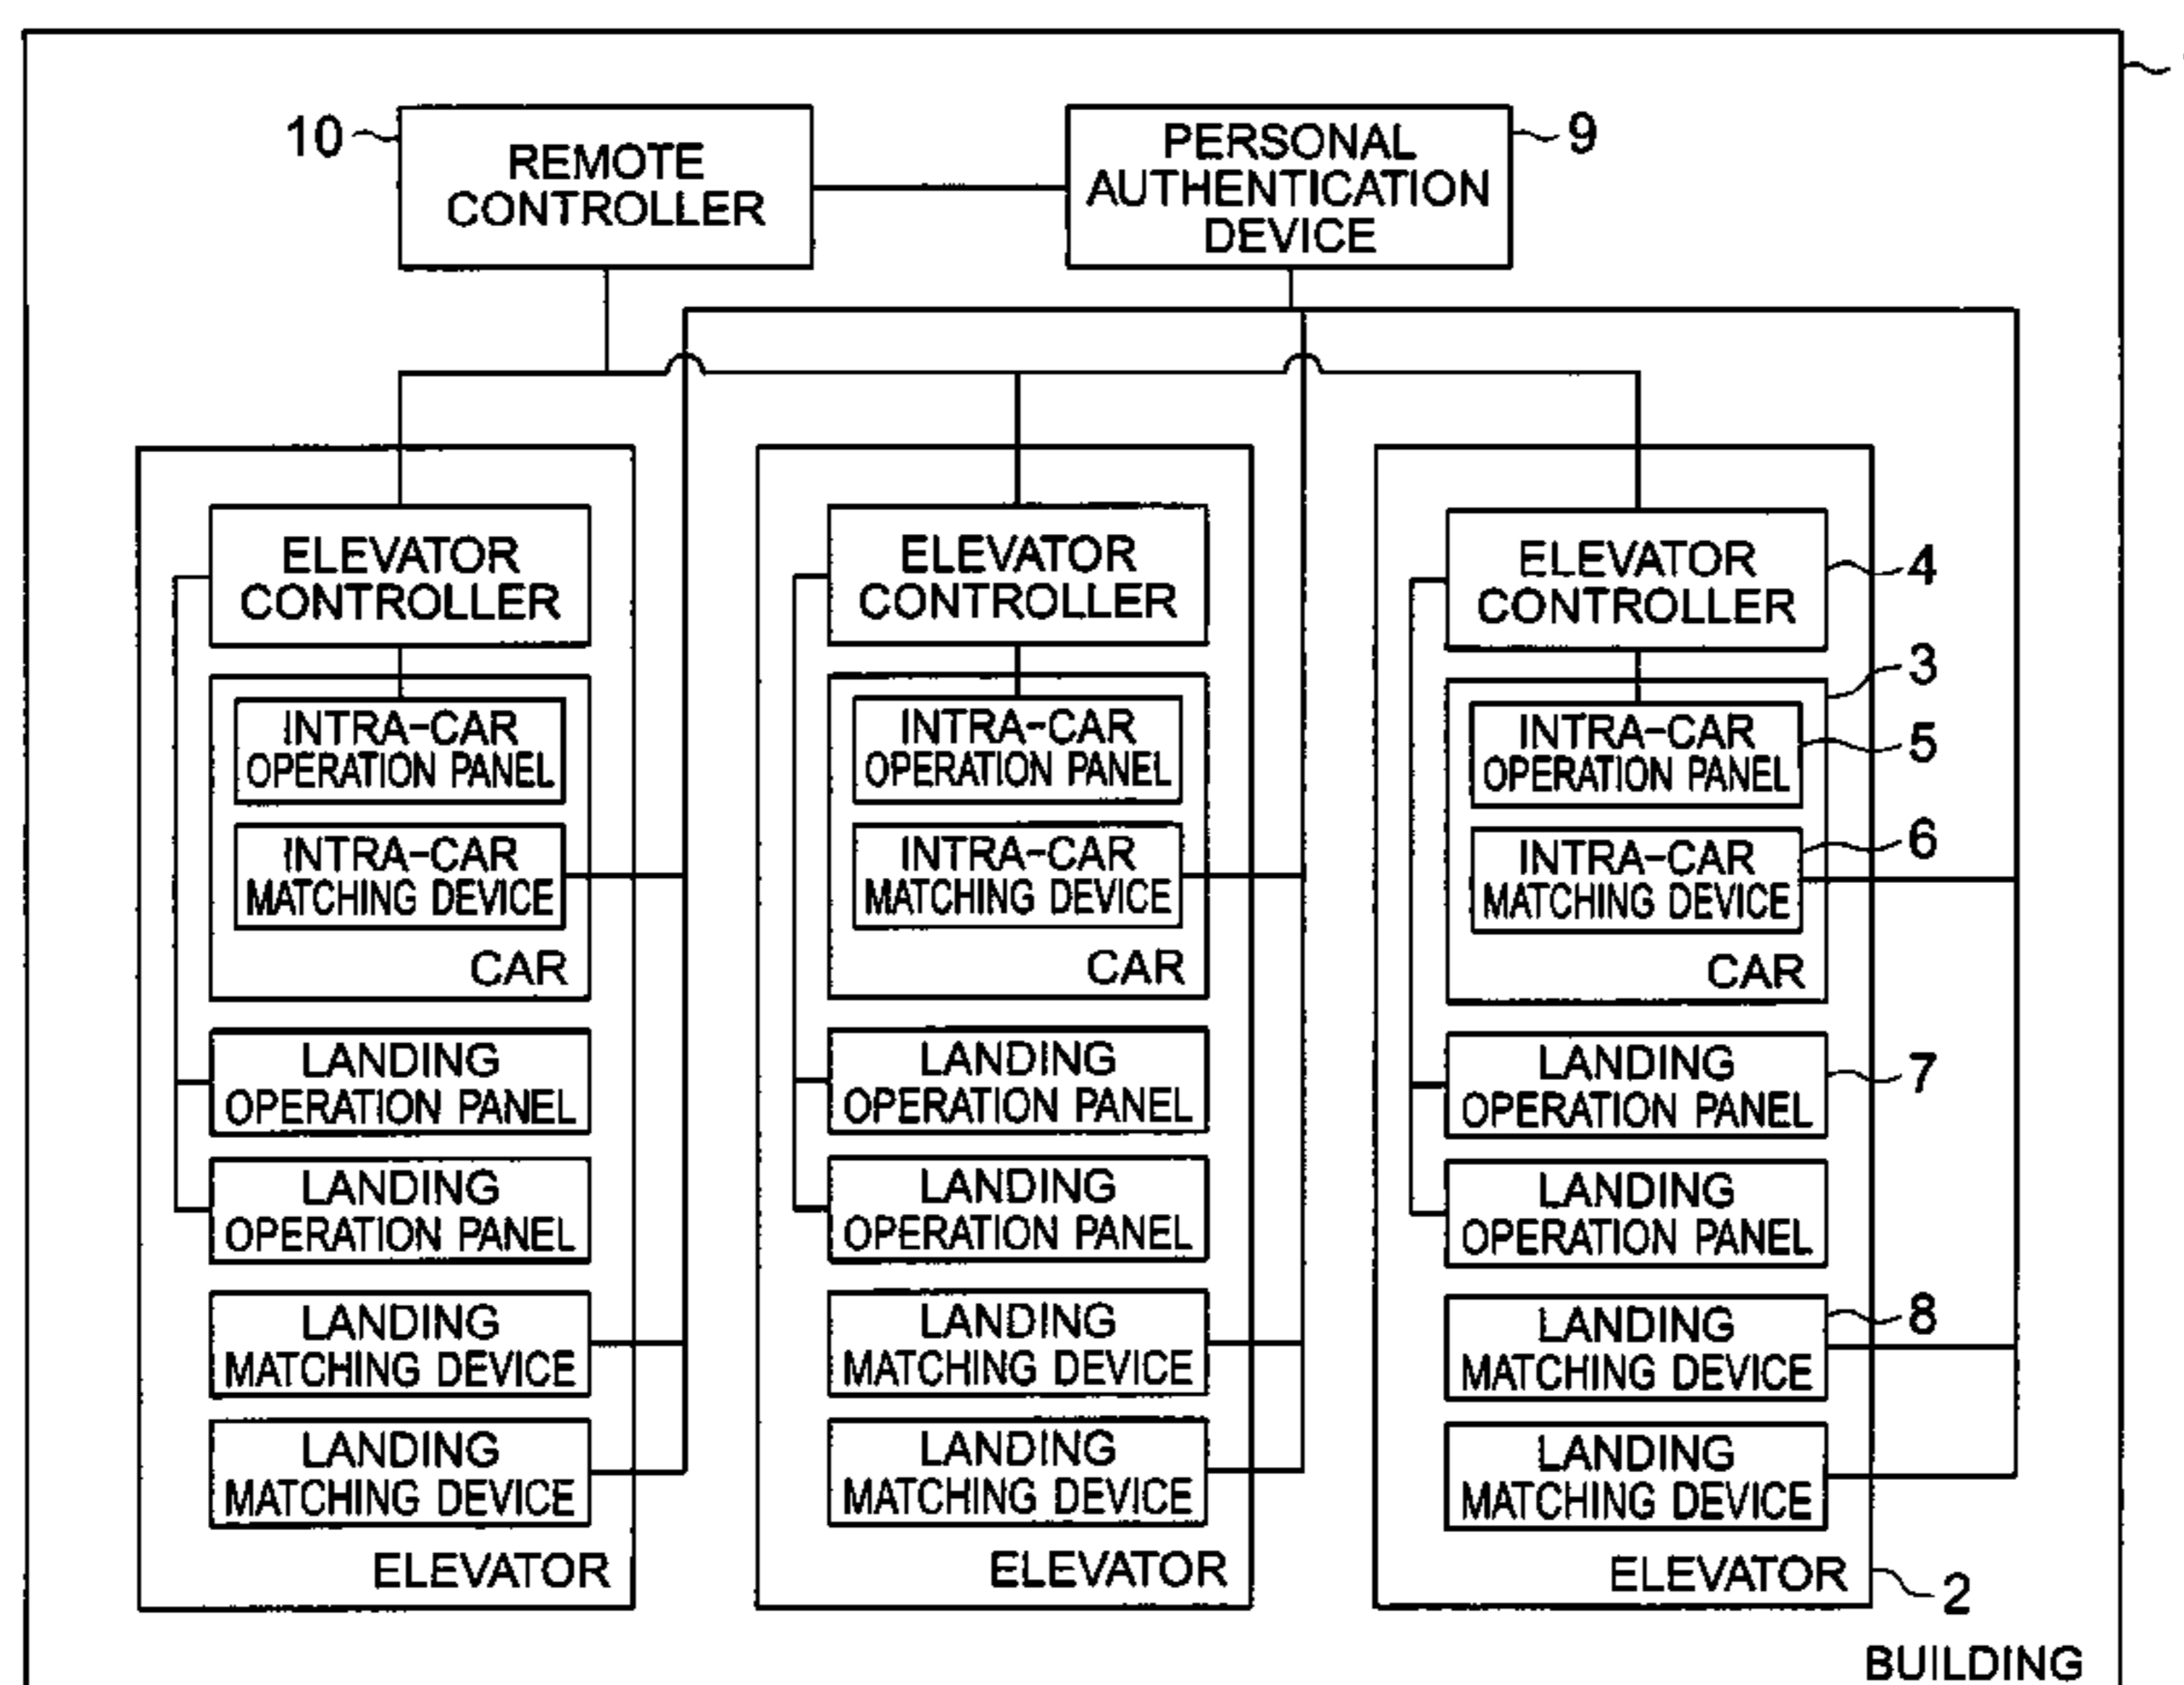 10
REMOTE
CONTROLLER
PERSONAL
AUTHENTICATION
DEVICE
9
ELEVATOR
CONTROLLER
INTRA-CAR
OPERATION PANEL
INTRA-CAR
MATCHING DEVICE
CAR
LANDING
OPERATION PANEL
LANDING
OPERATION PANEL
LANDING
MATCHING DEVICE
LANDING
MATCHING DEVICE
ELEVATOR
ELEVATOR
CONTROLLER
INTRA-CAR
OPERATION PANEL
INTRA-CAR
MATCHING DEVICE
CAR
LANDING
OPERATION PANEL
LANDING
OPERATION PANEL
LANDING
MATCHING DEVICE
LANDING
MATCHING DEVICE
ELEVATOR
ELEVATOR
CONTROLLER
4
3
INTRA-CAR
OPERATION PANEL
5
INTRA-CAR
MATCHING DEVICE
6
CAR
LANDING
OPERATION PANEL
7
LANDING
OPERATION PANEL
LANDING
MATCHING DEVICE
8
LANDING
MATCHING DEVICE
ELEVATOR
2
BUILDING